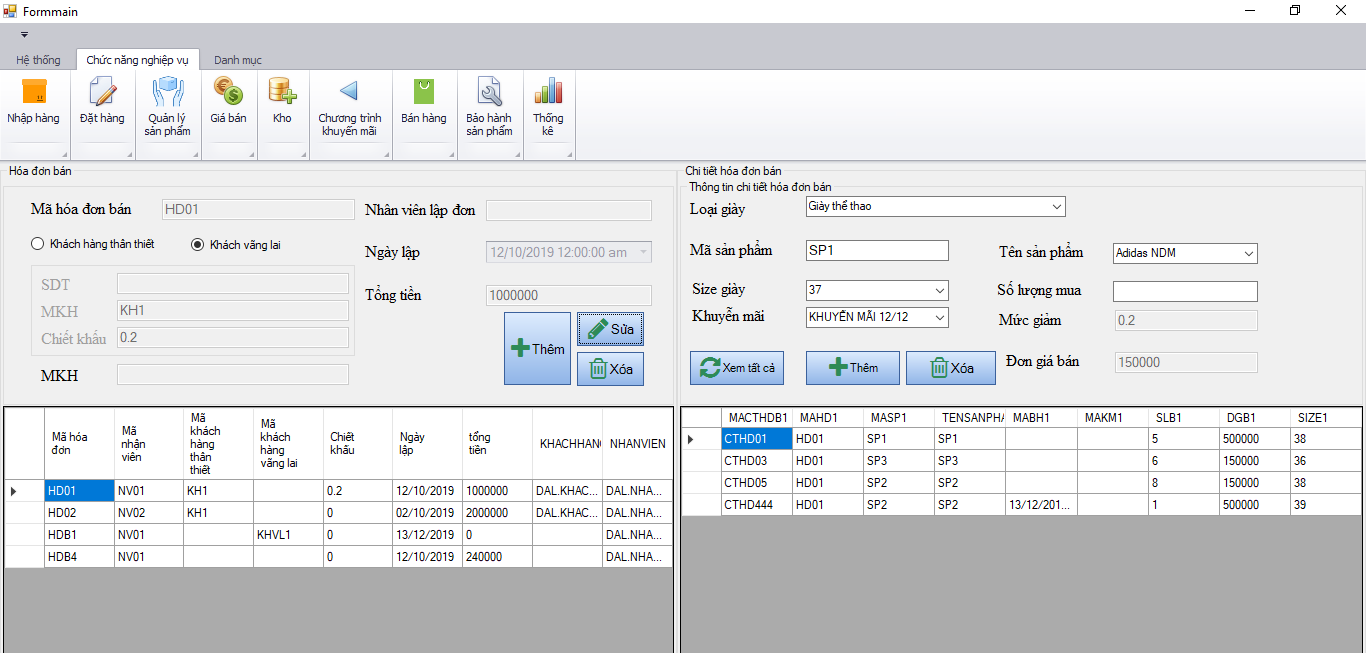 Formmain
Hệ thống
Chức năng nghiệp vụ
Danh mục
Nhập hàng
Đặt hàng
Quản lý
sản phẩm
Giá bán
Kho
Chương trình
khuyến mãi
Bán hàng
Bảo hành
sản phẩm
Thống
kê
Hóa đơn bán
Mã hóa đơn bán
HD01
Nhân viên lập đơn
Khách hàng thân thiết
Khách vãng lai
Ngày lập
12/10/2019 12:00:00 am
SDT
MKH
KH1
Chiết khấu
0.2
Tổng tiền
1000000
MKH
Thêm
Sửa
Xóa
Mã hóa
đơn
Mã
nhân
viên
Mã
khách
hàng
thân
thiết
Mã
khách
hàng
vãng lai
Chiết
khấu
Ngày
lập
tổng
tiền
KHACHHAN
NHANVIEN
HD01 NV01 KH1 0.2 12/10/2019 1000000 DAL.KHAC... DAL.NHA...
HD02 NV02 KH1 0 02/10/2019 2000000 DAL.KHAC... DAL.NHA...
HDB1 NV01 KHVL1 0 13/12/2019 0 DAL.NHA...
HDB4 NV01 0 12/10/2019 240000 DAL.NHA...
Chi tiết hóa đơn bán
Thông tin chi tiết hóa đơn bán
Loại giày
Giày thể thao
Mã sản phẩm
SP1
Tên sản phẩm
Adidas NDM
Size giày
37
Số lượng mua
Khuyễn mãi
KHUYẾN MÃI 12/12
Mức giảm
0.2
Xem tất cả
Thêm
Xóa
Đơn giá bán
150000
MACTHDB1 MAHD1 MASP1 TENSANPHA MABH1 MAKM1 SLB1 DGB1 SIZE1
CTHD01 HD01 SP1 SP1 5 500000 38
CTHD03 HD01 SP3 SP3 6 150000 36
CTHD05 HD01 SP2 SP2 8 150000 38
CTHD444 HD01 SP2 SP2 13/12/201... 1 500000 39